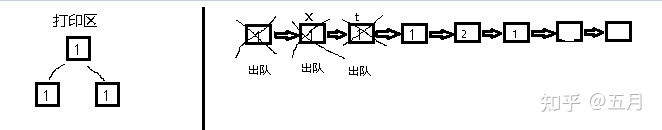 打印区
1
1 1
x t
1 2 1
出队 出队 出队
知乎 @五月